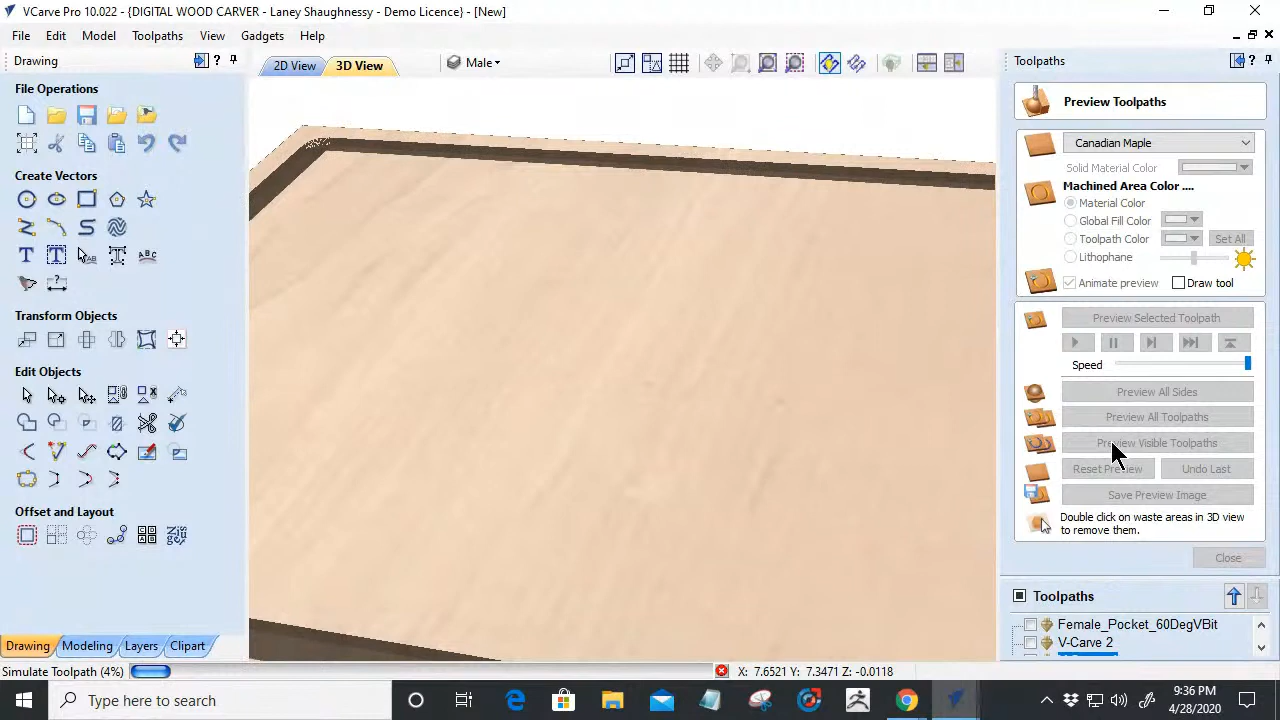 VCarve Pro 10.022 - {DIGITAL WOOD CARVER - Laney Shaughnessy - Demo Licence} - [New]
File Edit Model Toolpaths View Gadgets Help
Drawing
2D View 3D View Male
Toolpaths
File Operations
Create Vectors
Transform Objects
Edit Objects
Offset and Layout
Drawing Modeling Layers Clipart
Preview Toolpaths
Canadian Maple
Solid Material Color
Machined Area Color ....
Material Color
Global Fill Color
Toolpath Color Set All
Lithophane
Animate preview Draw tool
Preview Selected Toolpath
Speed
Preview All Sides
Preview All Toolpaths
Preview Visible Toolpaths
Reset Preview Undo Last
Save Preview Image
Double click on waste areas in 3D view
to remove them.
Close
Toolpaths
Female_Pocket_60DegVBit
V-Carve 2
Simulate Toolpath (4%) X: 7.6521 Y: 7.3471 Z: -0.0118
Type here to search
9:36 PM
4/28/2020